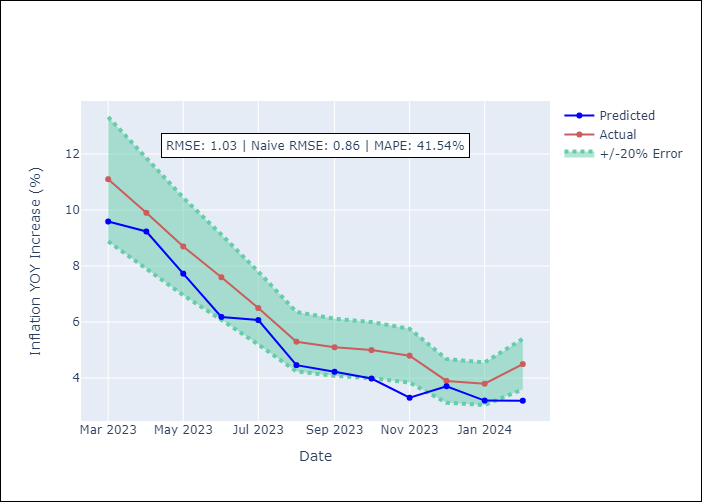 RMSE: 1.03 | Naive RMSE: 0.86 | MAPE: 41.54%
Predicted
Actual
+/-20% Error
Inflation YOY Increase (%)
12
10
8
6
4
Mar 2023 May 2023 Jul 2023 Sep 2023 Nov 2023 Jan 2024
Date